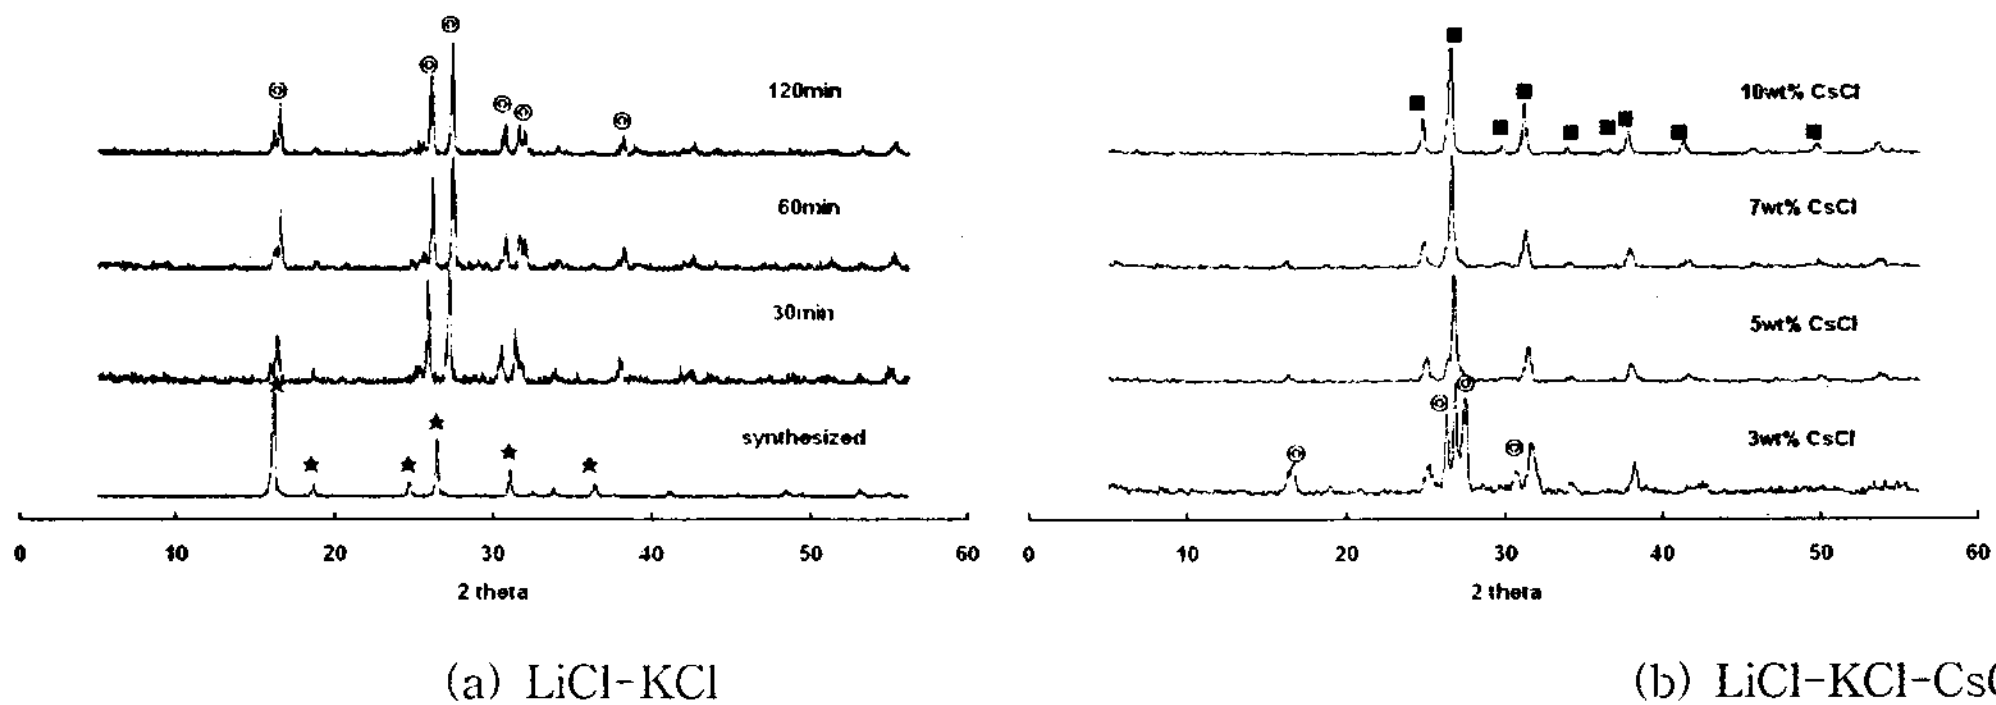 120min
60min
30min
synthesized
0 10 20 30 40 50 60
2 theta
(a) LiCl-KCl
10wt% CsCl
7wt% CsCl
5wt% CsCl
3wt% CsCl
0 10 20 30 40 50 60
2 theta
(b) LiCl-KCl-Cs